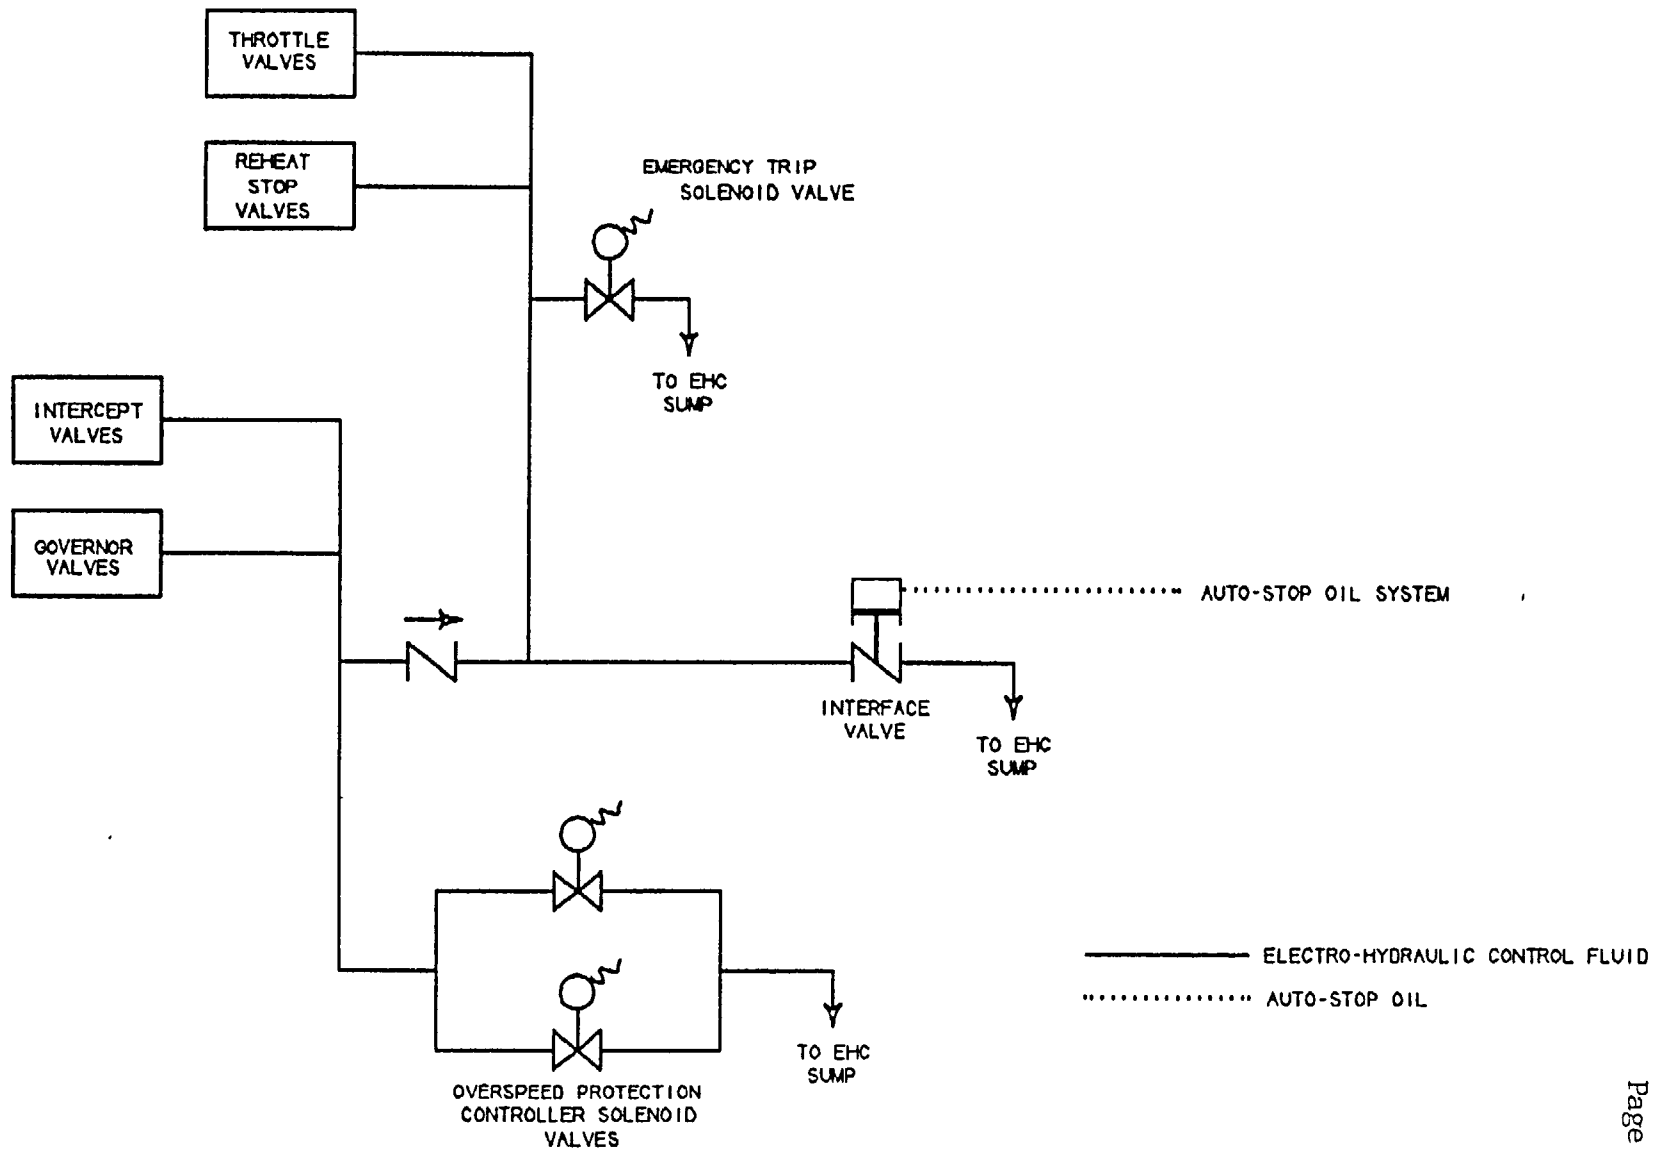 THROTTLE
VALVES
REHEAT
STOP
VALVES
EMERGENCY TRIP
SOLENOID VALVE
TO EHC
SUMP
INTERCEPT
VALVES
GOVERNOR
VALVES
AUTO-STOP OIL SYSTEM
INTERFACE
VALVE
TO EHC
SUMP
OVERSPEED PROTECTION
CONTROLLER SOLENOID
VALVES
TO EHC
SUMP
ELECTRO-HYDRAULIC CONTROL FLUID
AUTO-STOP OIL
Page